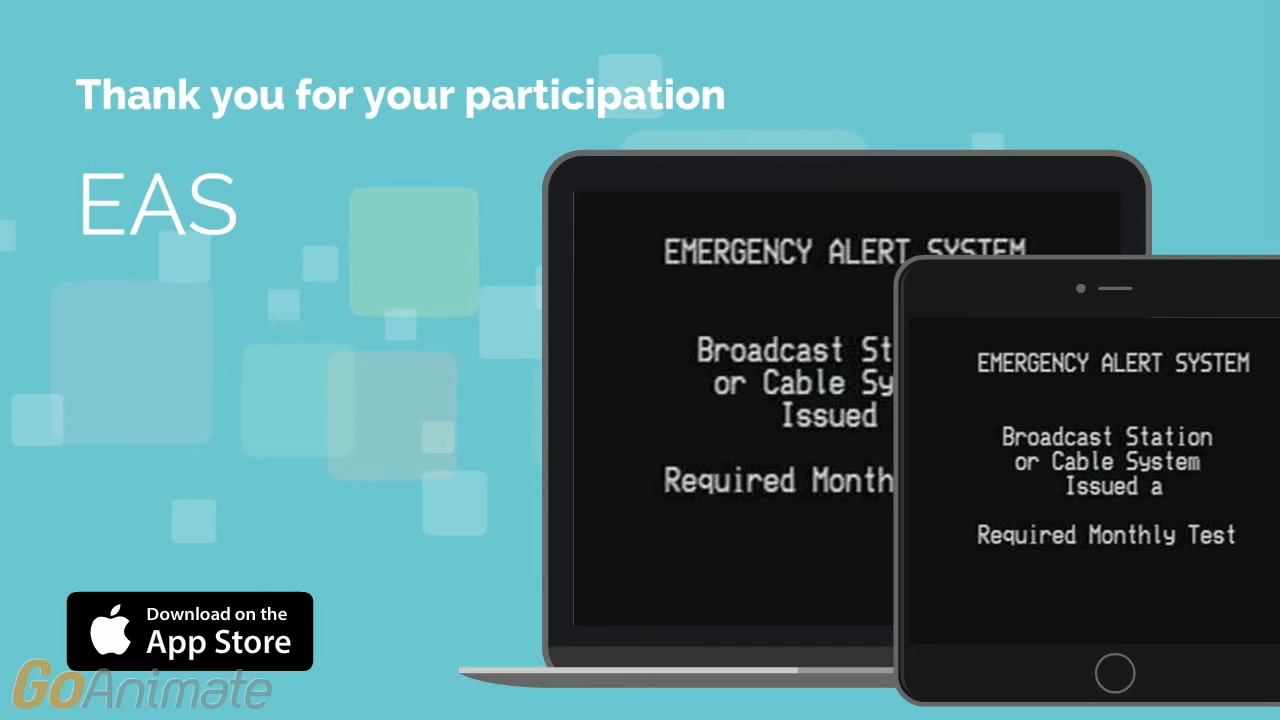 Thank you for your participation
EAS
EMERGENCY ALERT SYSTEM
Broadcast St
or Cable Sy
Issued
Required Month
EMERGENCY ALERT SYSTEM
Broadcast Station
or Cable System
Issued a
Required Monthly Test
Download on the
App Store
GoAnimate